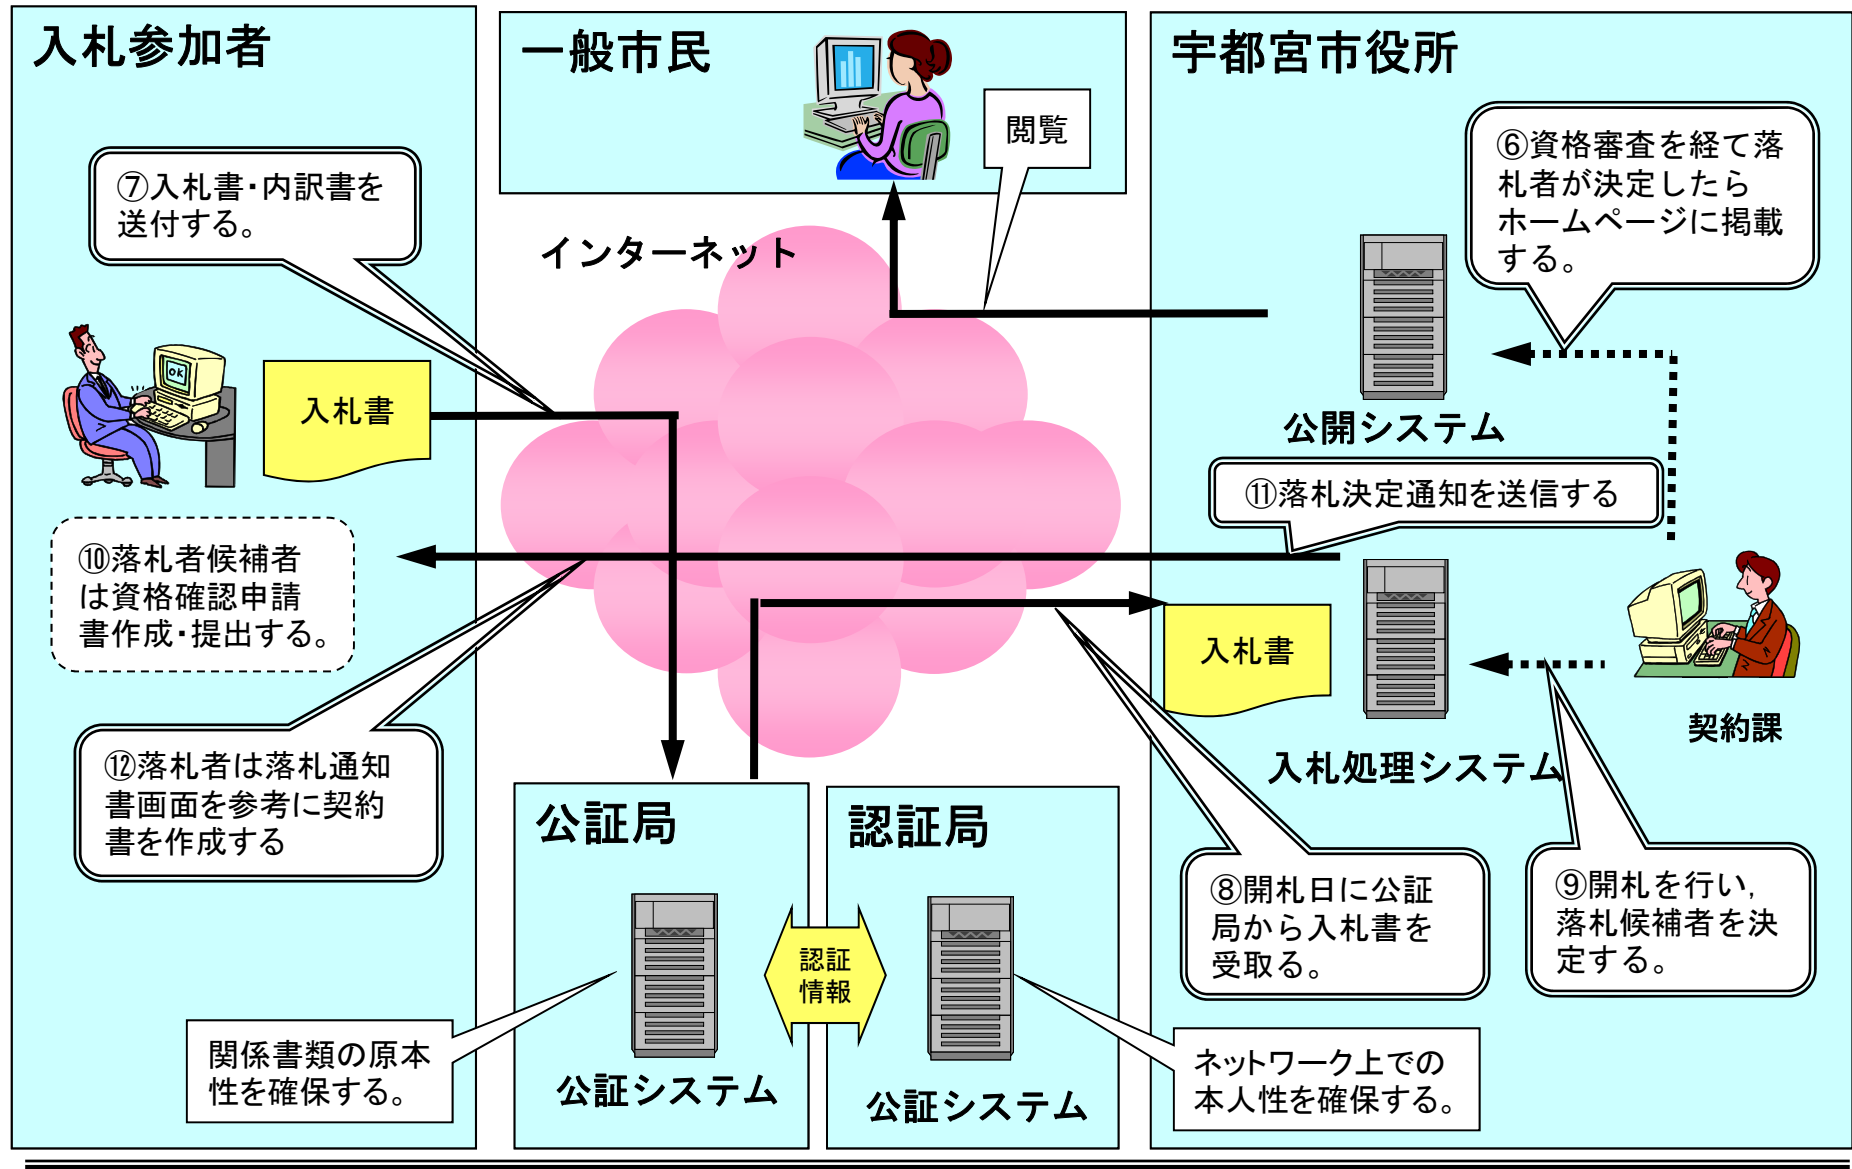 入札参加者
⑦入札書・内訳書を
送付する。
入札書
⑩落札者候補者
は資格確認申請
書作成・提出する。
⑫落札者は落札通知
書画面を参考に契約
書を作成する
関係書類の原本
性を確保する。
一般市民
閲覧
インターネット
公証局
公証システム
認証
情報
認証局
公証システム
ネットワーク上での
本人性を確保する。
宇都宮市役所
⑥資格審査を経て落
札者が決定したら
ホームページに掲載
する。
公開システム
⑪落札決定通知を送信する
入札書
入札処理システム
契約課
⑧開札日に公証
局から入札書を
受取る。
⑨開札を行い,
落札候補者を決
定する。
OK